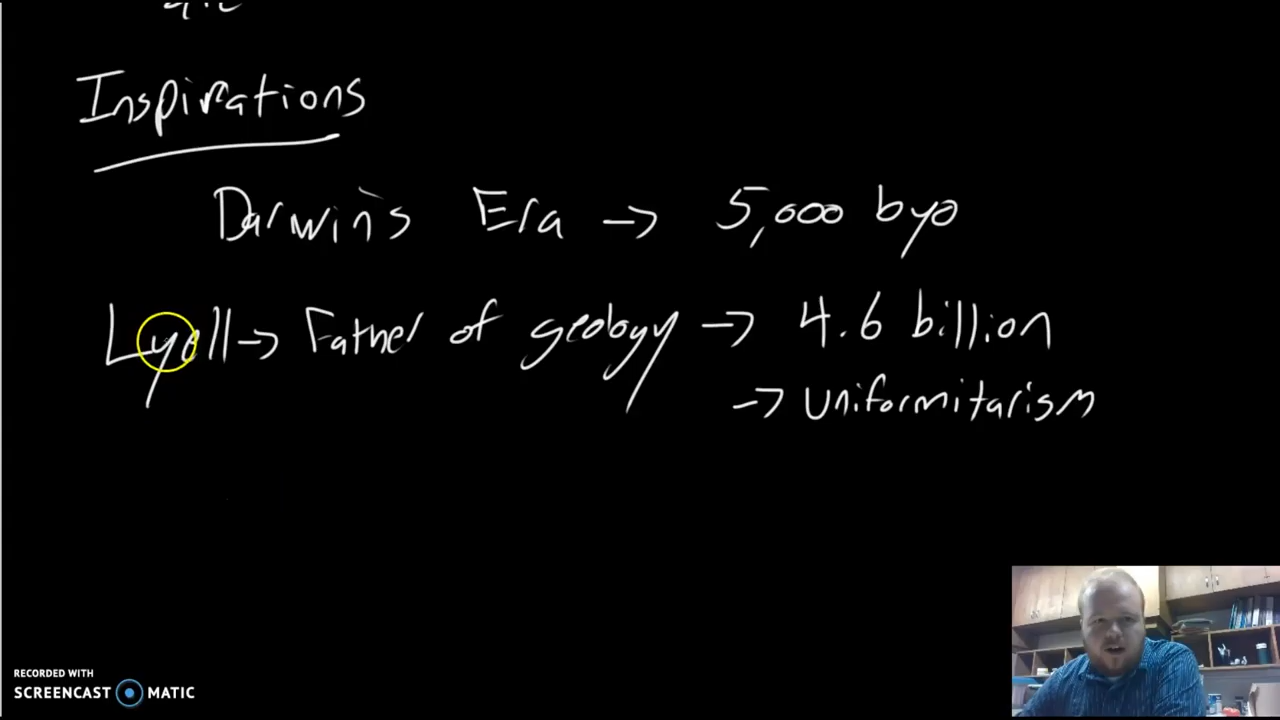 Inspirations
Darwin's Era → 5,000 byo
Lyell → Father of geology → 4.6 billion
→ Uniformitarism
RECORDED WITH
SCREENCAST MATIC